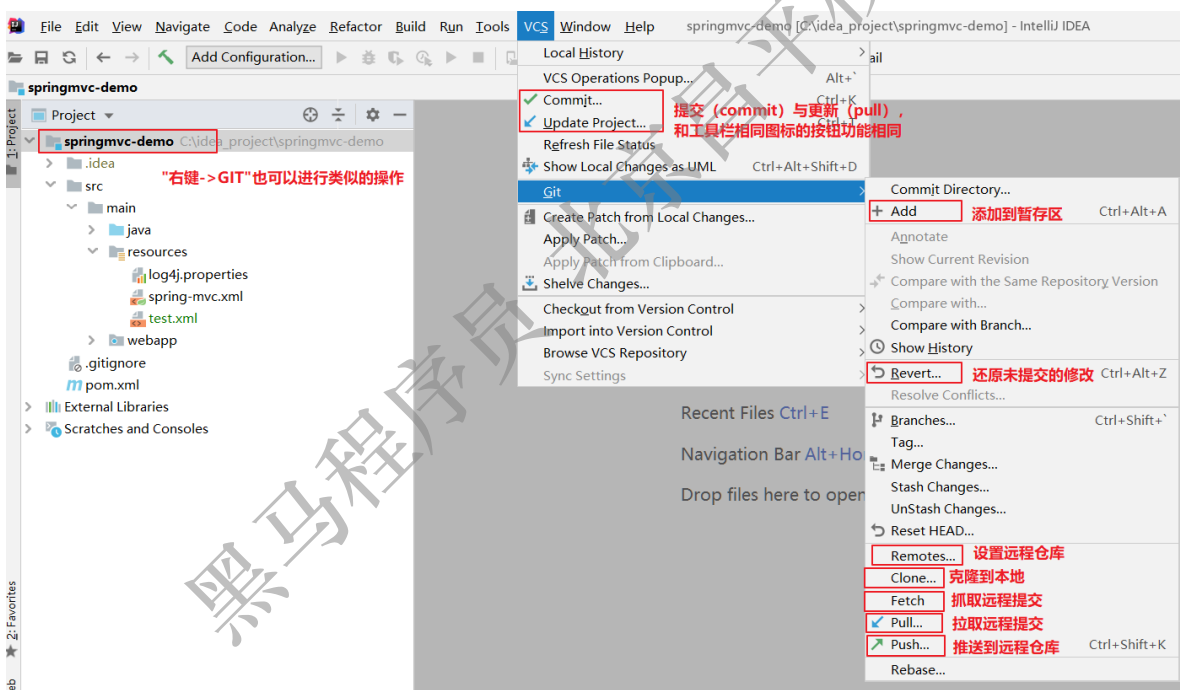 File Edit View Navigate Code Analyze Refactor Build Run Tools VCS Window Help springmvc-demo [C:\idea_project\springmvc-demo] - IntelliJ IDEA
Add Configuration...
springmvc-demo
1: Project
Project
springmvc-demo C:\idea_project\springmvc-demo
.idea
"右键->GIT"也可以进行类似的操作
src
main
java
resources
log4j.properties
spring-mvc.xml
test.xml
webapp
.gitignore
pom.xml
External Libraries
Scratches and Consoles
2: Favorites
Local History
VCS Operations Popup... Alt+`
Commit... Ctrl+K
Update Project...
提交（commit）与更新（pull），
和工具栏相同图标的按钮功能相同
Refresh File Status
Show Local Changes as UML Ctrl+Alt+Shift+D
Git
Create Patch from Local Changes...
Apply Patch...
Apply Patch from Clipboard...
Shelve Changes...
Checkout from Version Control
Import into Version Control
Browse VCS Repository
Sync Settings
Recent Files Ctrl+E
Navigation Bar
Drop files here to open
Commit Directory...
Add 添加到暂存区 Ctrl+Alt+A
Annotate
Show Current Revision
Compare with the Same Repository Version
Compare with...
Compare with Branch...
Show History
Revert... 还原未提交的修改 Ctrl+Alt+Z
Resolve Conflicts...
Branches... Ctrl+Shift+`
Tag...
Merge Changes...
Stash Changes...
UnStash Changes...
Reset HEAD...
Remotes... 设置远程仓库
Clone... 克隆到本地
Fetch 抓取远程提交
Pull... 拉取远程提交
Push... 推送到远程仓库 Ctrl+Shift+K
Rebase...
黑马程序员 北京昌平